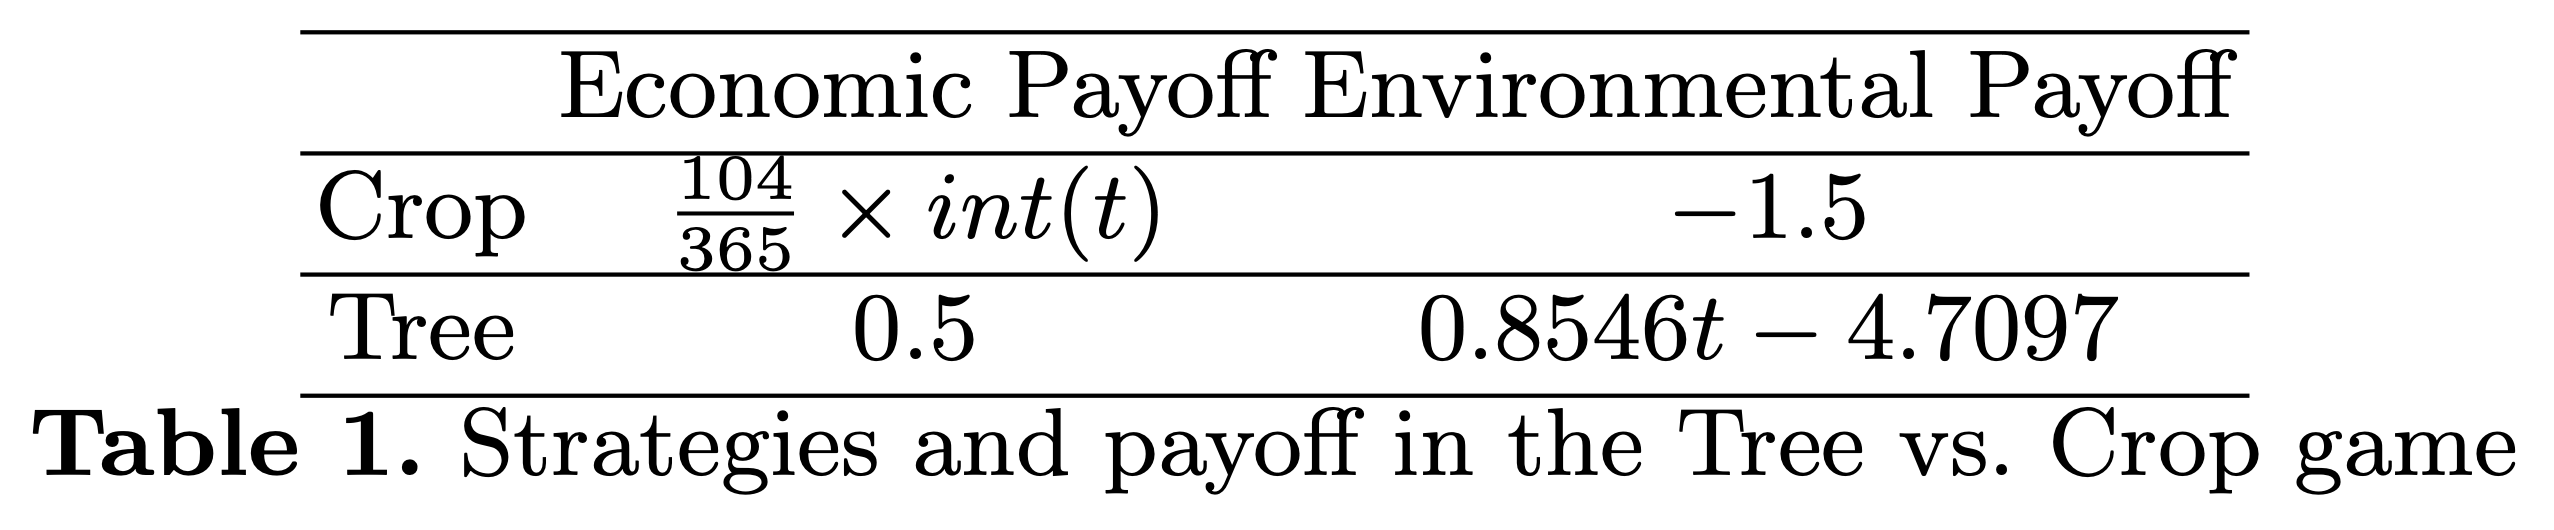 Economic Payoff Environmental Payoff
Crop 104/365 × int(t) −1.5
Tree 0.5 0.8546t − 4.7097
Table 1. Strategies and payoff in the Tree vs. Crop game